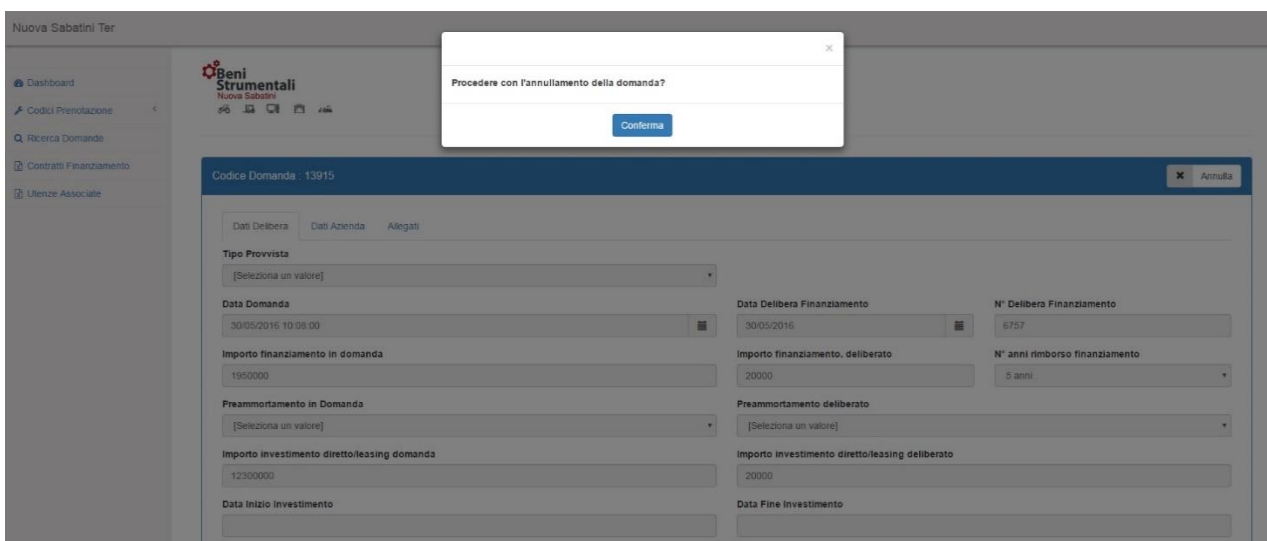 Nuova Sabatini Ter
×
Procedere con l'annullamento della domanda?
Conferma
Dashboard
Codici Prenotazione
Ricerca Domande
Contratti Finanziamento
Utenze Associate
Beni
Strumentali
Nuova Sabatini
Codice Domanda : 13915
Annulla
Dati Delibera Dati Azienda Allegati
Tipo Provvista
[Seleziona un valore]
Data Domanda Data Delibera Finanziamento N° Delibera Finanziamento
30/05/2016 10:08:00 30/05/2016 6757
Importo finanziamento in domanda Importo finanziamento, deliberato N° anni rimborso finanziamento
1950000 20000 5 anni
Preammortamento in Domanda Preammortamento deliberato
[Seleziona un valore] [Seleziona un valore]
Importo investimento diretto/leasing domanda Importo investimento diretto/leasing deliberato
12300000 20000
Data Inizio Investimento Data Fine Investimento